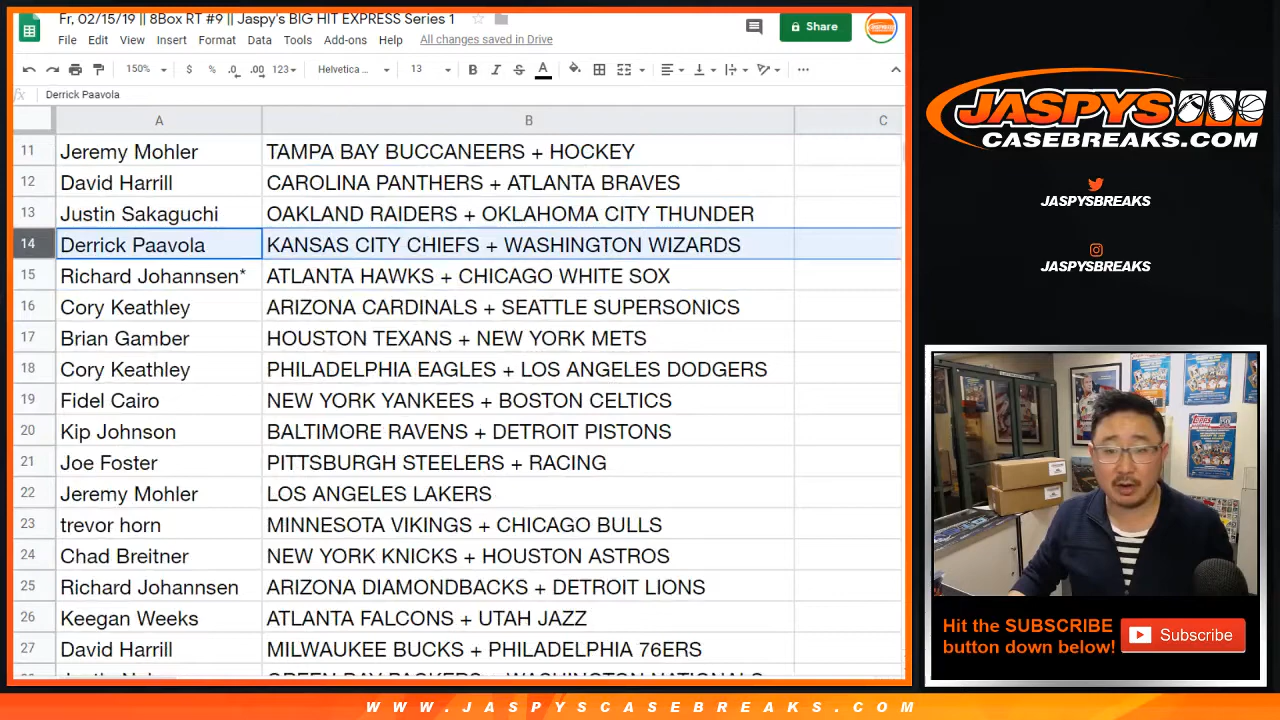 Fr, 02/15/19 || 8Box RT #9 || Jaspy's BIG HIT EXPRESS Series 1
File Edit View Insert Format Data Tools Add-ons Help All changes saved in Drive
Share
150% $ % .0 .00 123 Helvetica ... 13 B I S A ...
fx Derrick Paavola
A B C
11 Jeremy Mohler TAMPA BAY BUCCANEERS + HOCKEY
12 David Harrill CAROLINA PANTHERS + ATLANTA BRAVES
13 Justin Sakaguchi OAKLAND RAIDERS + OKLAHOMA CITY THUNDER
14 Derrick Paavola KANSAS CITY CHIEFS + WASHINGTON WIZARDS
15 Richard Johannsen* ATLANTA HAWKS + CHICAGO WHITE SOX
16 Cory Keathley ARIZONA CARDINALS + SEATTLE SUPERSONICS
17 Brian Gamber HOUSTON TEXANS + NEW YORK METS
18 Cory Keathley PHILADELPHIA EAGLES + LOS ANGELES DODGERS
19 Fidel Cairo NEW YORK YANKEES + BOSTON CELTICS
20 Kip Johnson BALTIMORE RAVENS + DETROIT PISTONS
21 Joe Foster PITTSBURGH STEELERS + RACING
22 Jeremy Mohler LOS ANGELES LAKERS
23 trevor horn MINNESOTA VIKINGS + CHICAGO BULLS
24 Chad Breitner NEW YORK KNICKS + HOUSTON ASTROS
25 Richard Johannsen ARIZONA DIAMONDBACKS + DETROIT LIONS
26 Keegan Weeks ATLANTA FALCONS + UTAH JAZZ
27 David Harrill MILWAUKEE BUCKS + PHILADELPHIA 76ERS
GREEN BAY PACKERS + WASHINGTON NATIONALS
JASPYS
CASEBREAKS.COM
JASPYSBREAKS
JASPYSBREAKS
Hit the SUBSCRIBE
button down below!
Subscribe
WWW.JASPYSCASEBREAKS.COM